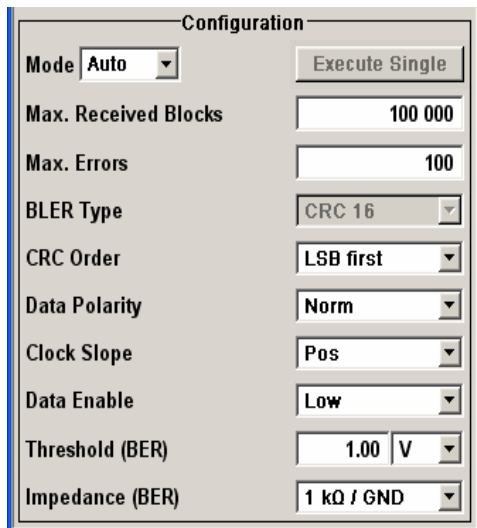 Configuration
Mode Auto Execute Single
Max. Received Blocks 100 000
Max. Errors 100
BLER Type CRC 16
CRC Order LSB first
Data Polarity Norm
Clock Slope Pos
Data Enable Low
Threshold (BER) 1.00 V
Impedance (BER) 1 kΩ / GND